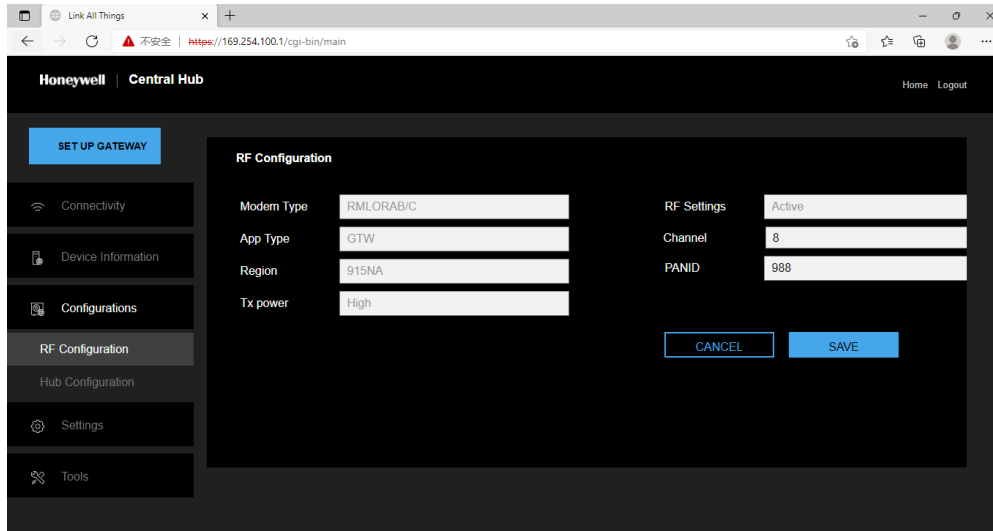 Link All Things
不安全 | https://169.254.100.1/cgi-bin/main
Honeywell | Central Hub
Home Logout
SET UP GATEWAY
Connectivity
Device Information
Configurations
RF Configuration
Hub Configuration
Settings
Tools
RF Configuration
Modem Type RMLORAB/C
App Type GTW
Region 915NA
Tx power High
RF Settings Active
Channel 8
PANID 988
CANCEL SAVE